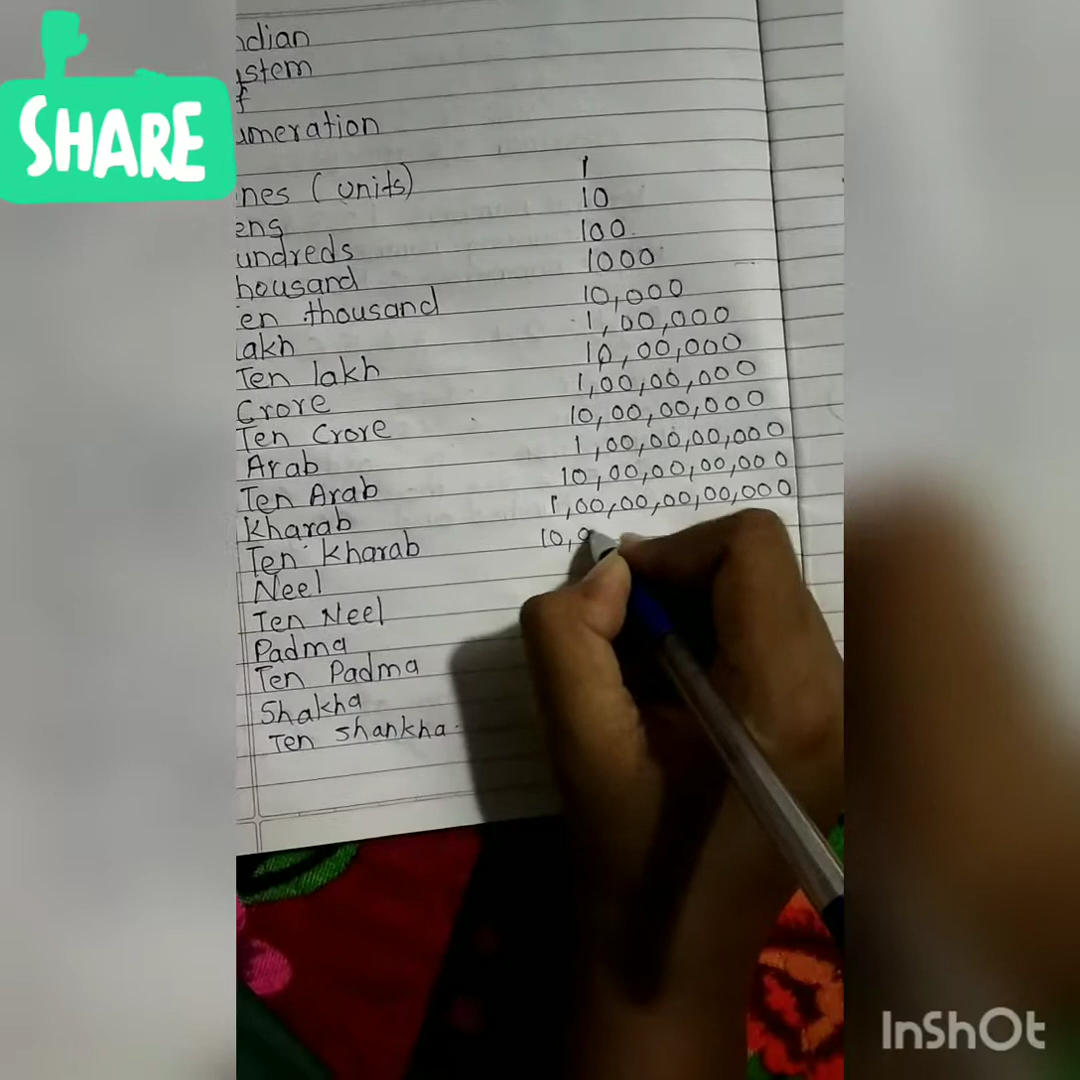 SHARE
ndian
ystem
f
umeration
nes (units) 1
ens 10
undreds 100
housand 1000
en thousand 10,000
akh 1,00,000
Ten lakh 10,00,000
Crore 1,00,00,000
Ten Crore 10,00,00,000
Arab 1,00,00,00,000
Ten Arab 10,00,00,00,000
Kharab 1,00,00,00,00,000
Ten Kharab 10,0
Neel
Ten Neel
Padma
Ten Padma
Shakha
Ten shankha
InShOt